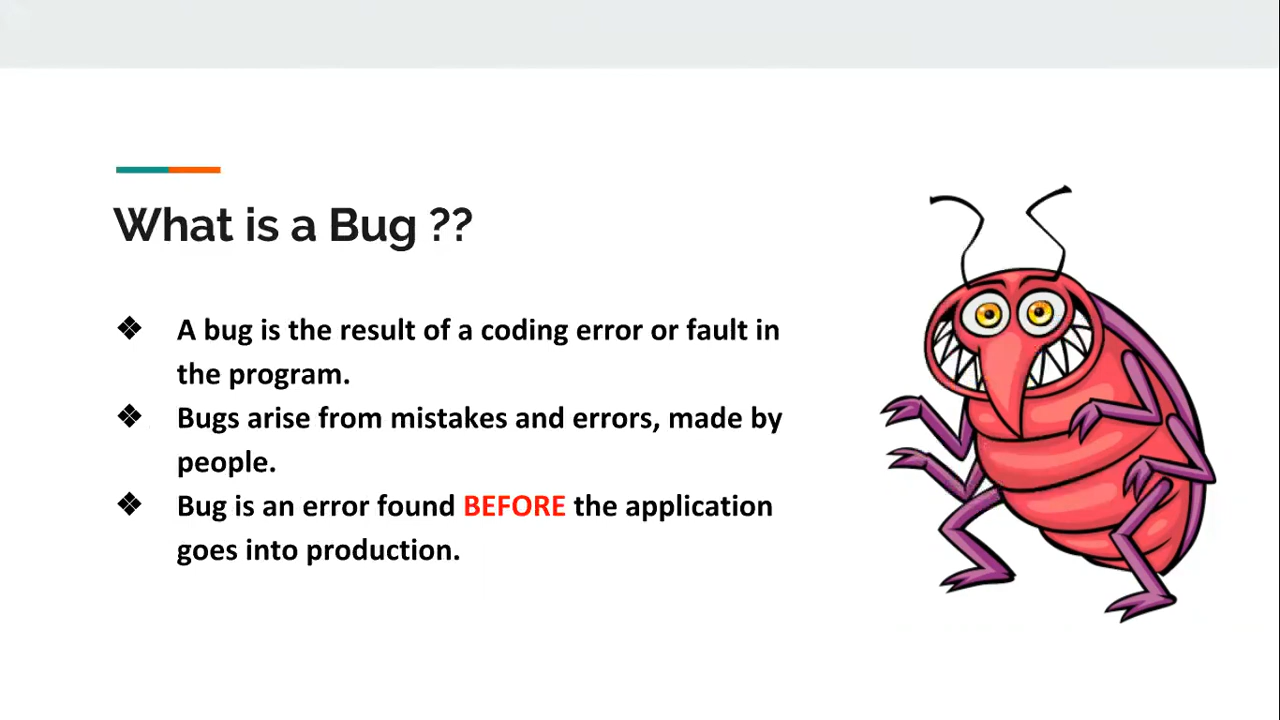 What is a Bug ??
❖ A bug is the result of a coding error or fault in
the program.
❖ Bugs arise from mistakes and errors, made by
people.
❖ Bug is an error found BEFORE the application
goes into production.